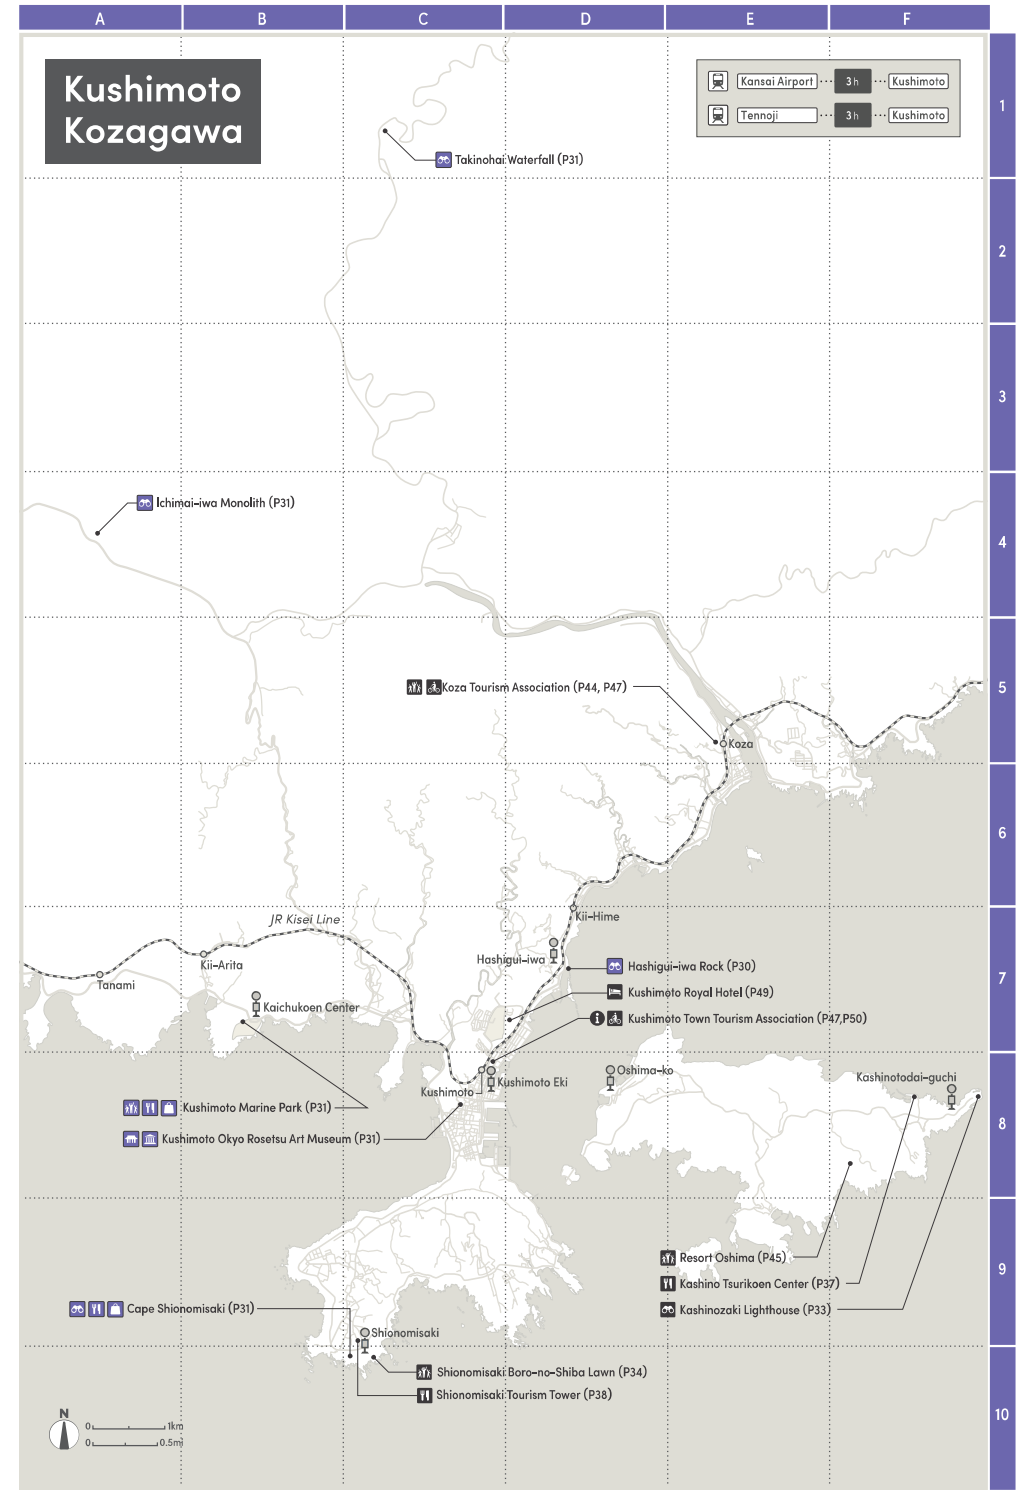 A B C D E F
Kushimoto
Kozagawa
Kansai Airport 3h Kushimoto
Tennoji 3h Kushimoto
1
Takinohai Waterfall (P31)
2
3
Ichimai-iwa Monolith (P31)
4
5
Koza Tourism Association (P44, P47)
Koza
6
JR Kisei Line
Kii-Hime
Kii-Arita
Hashigui-iwa
Hashigui-iwa Rock (P30)
7
Tanami
Kushimoto Royal Hotel (P49)
Kaichukoen Center
Kushimoto Town Tourism Association (P47,P50)
Oshima-ko
Kashinotodai-guchi
Kushimoto Eki
Kushimoto
Kushimoto Marine Park (P31)
8
Kushimoto Okyo Rosetsu Art Museum (P31)
Resort Oshima (P45)
9
Kashino Tsurikoen Center (P37)
Cape Shionomisaki (P31)
Kashinozaki Lighthouse (P33)
Shionomisaki
Shionomisaki Boro-no-Shiba Lawn (P34)
Shionomisaki Tourism Tower (P38)
10
N
0 1km
0 0.5mi